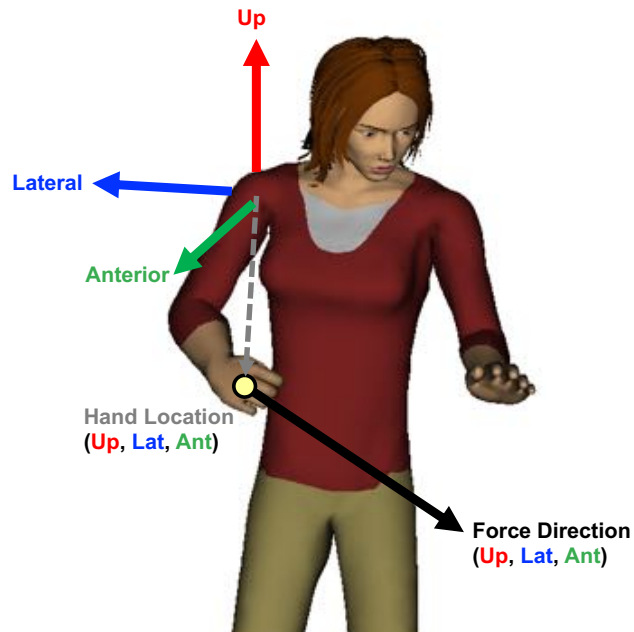 Up
Lateral
Anterior
Hand Location
(Up, Lat, Ant)
Force Direction
(Up, Lat, Ant)